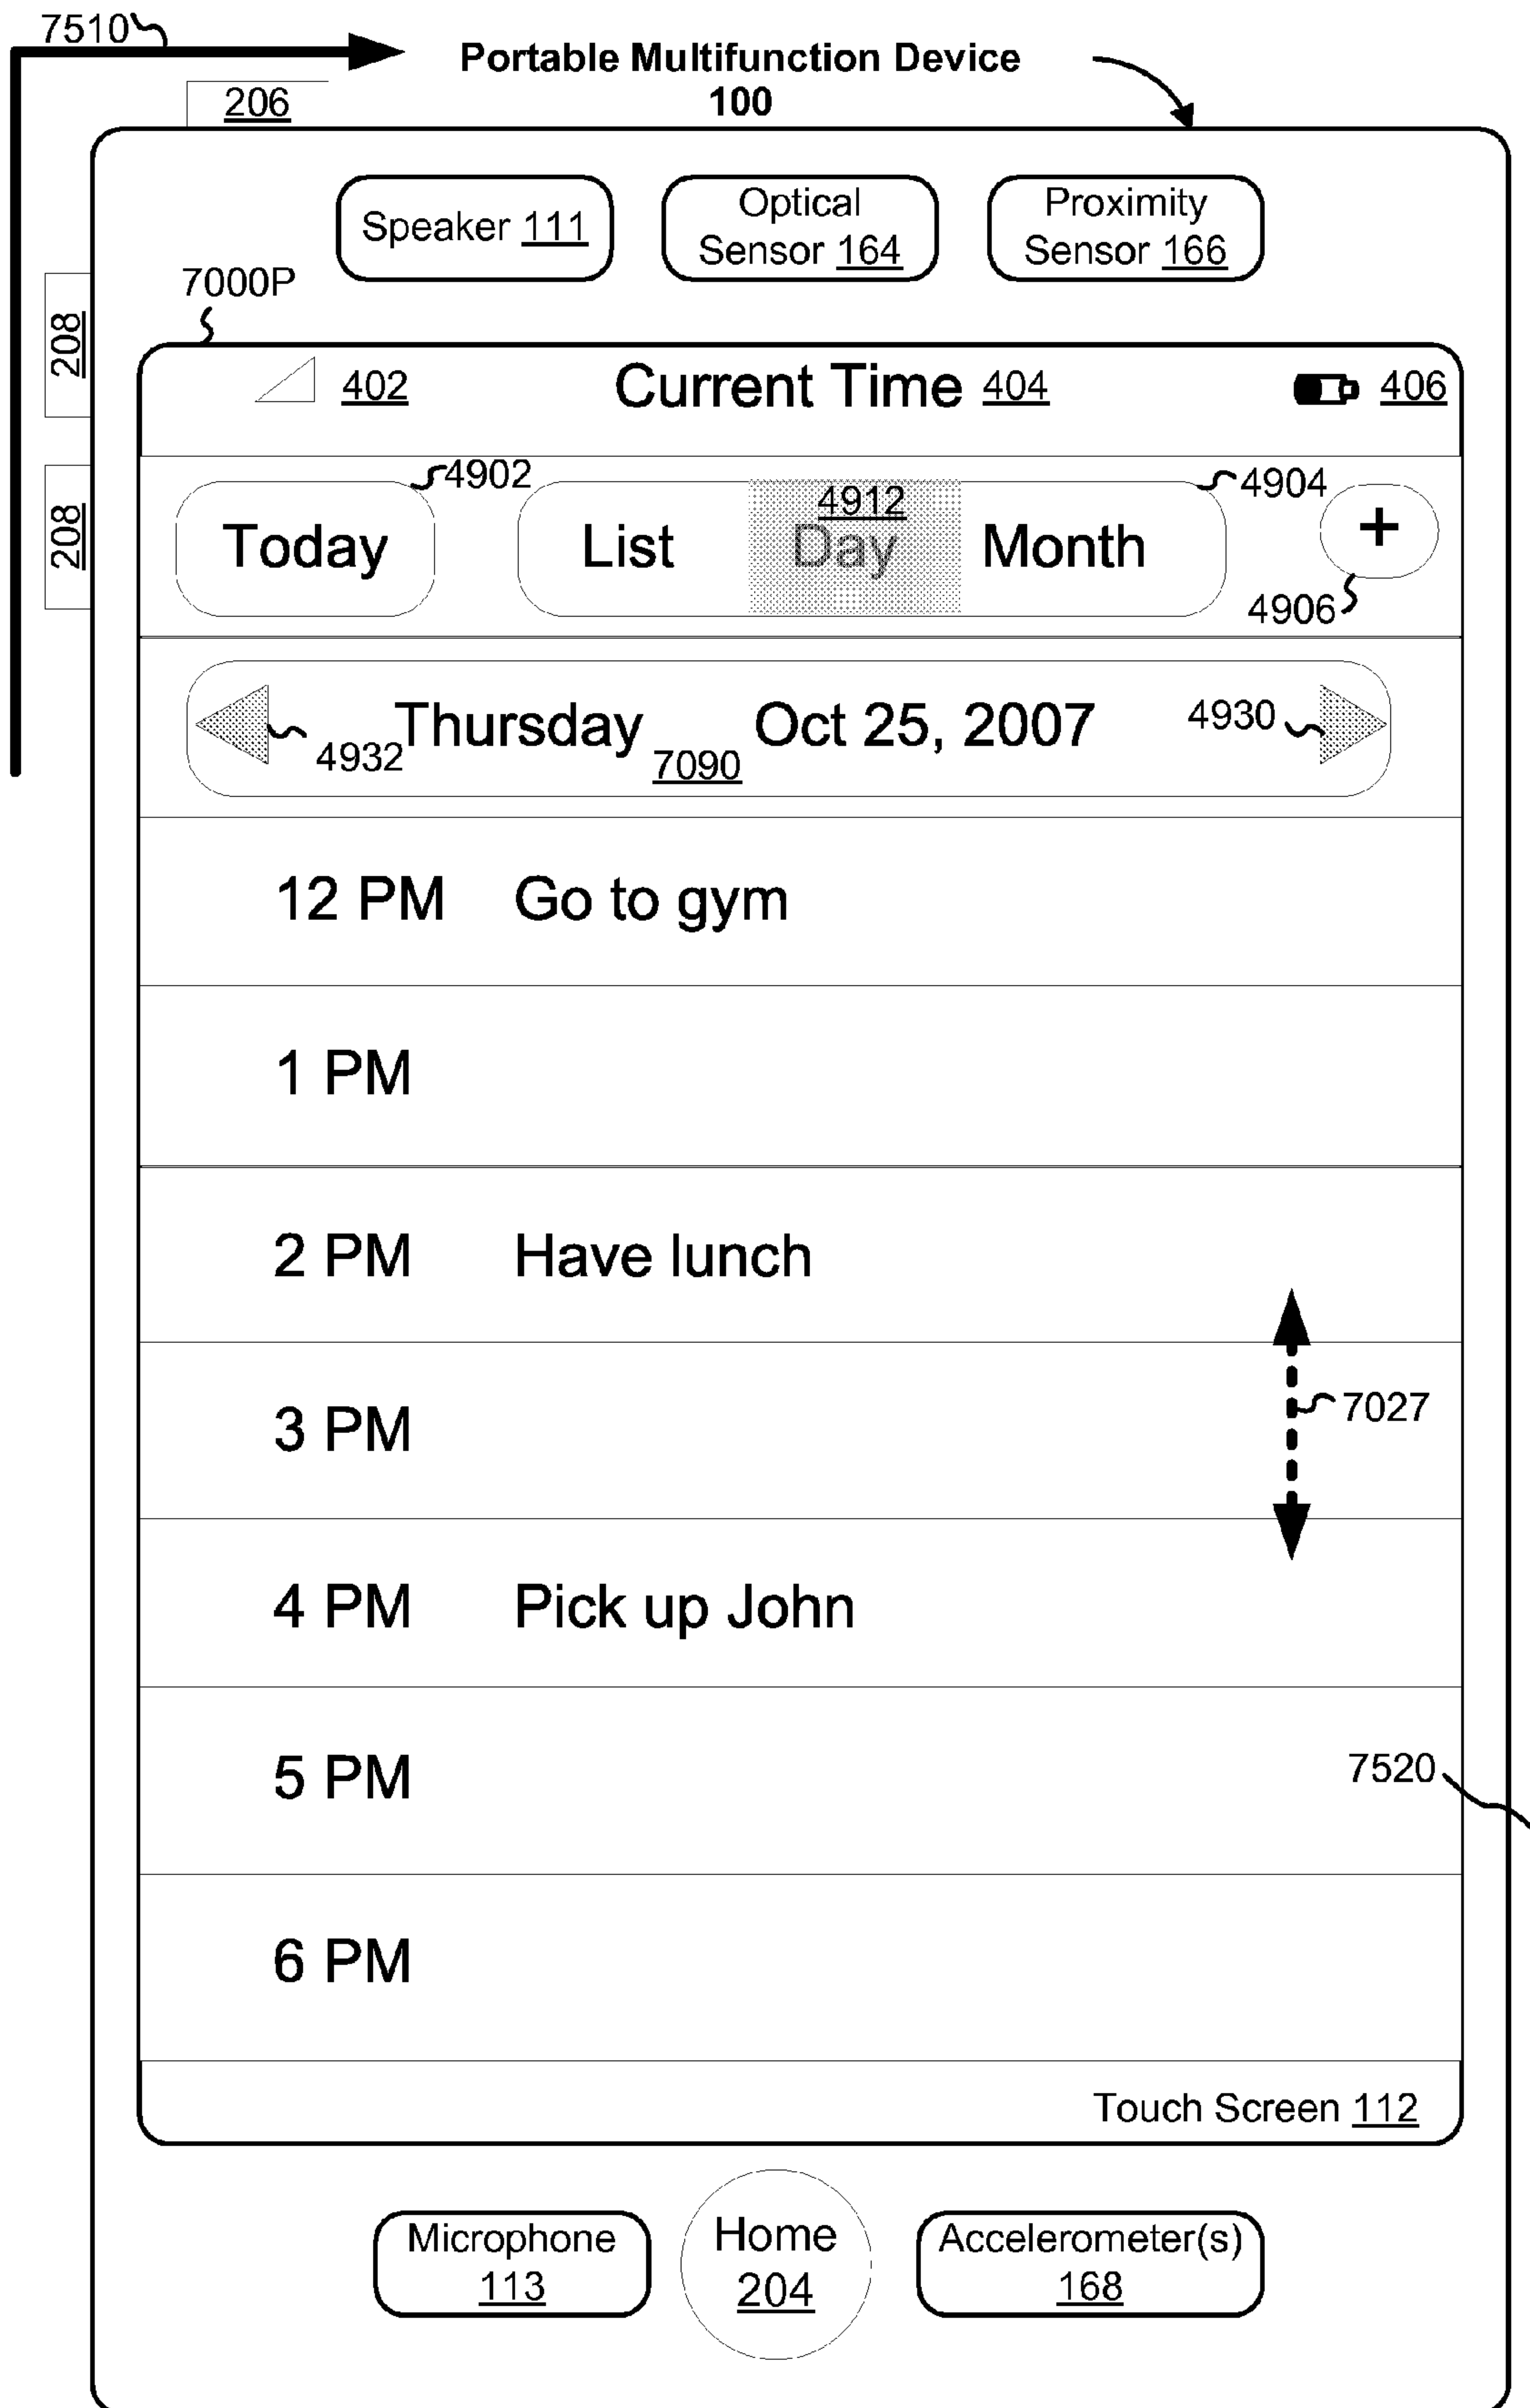 7510
Portable Multifunction Device
100
206
Speaker 111
Optical
Sensor 164
Proximity
Sensor 166
7000P
208
402
Current Time 404
406
208
4902
4904
Today
List
4912
Day
Month
+
4906
4932
Thursday
7090
Oct 25, 2007
4930
12 PM Go to gym
1 PM
2 PM Have lunch
3 PM
7027
4 PM Pick up John
5 PM
7520
6 PM
Touch Screen 112
Microphone
113
Home
204
Accelerometer(s)
168